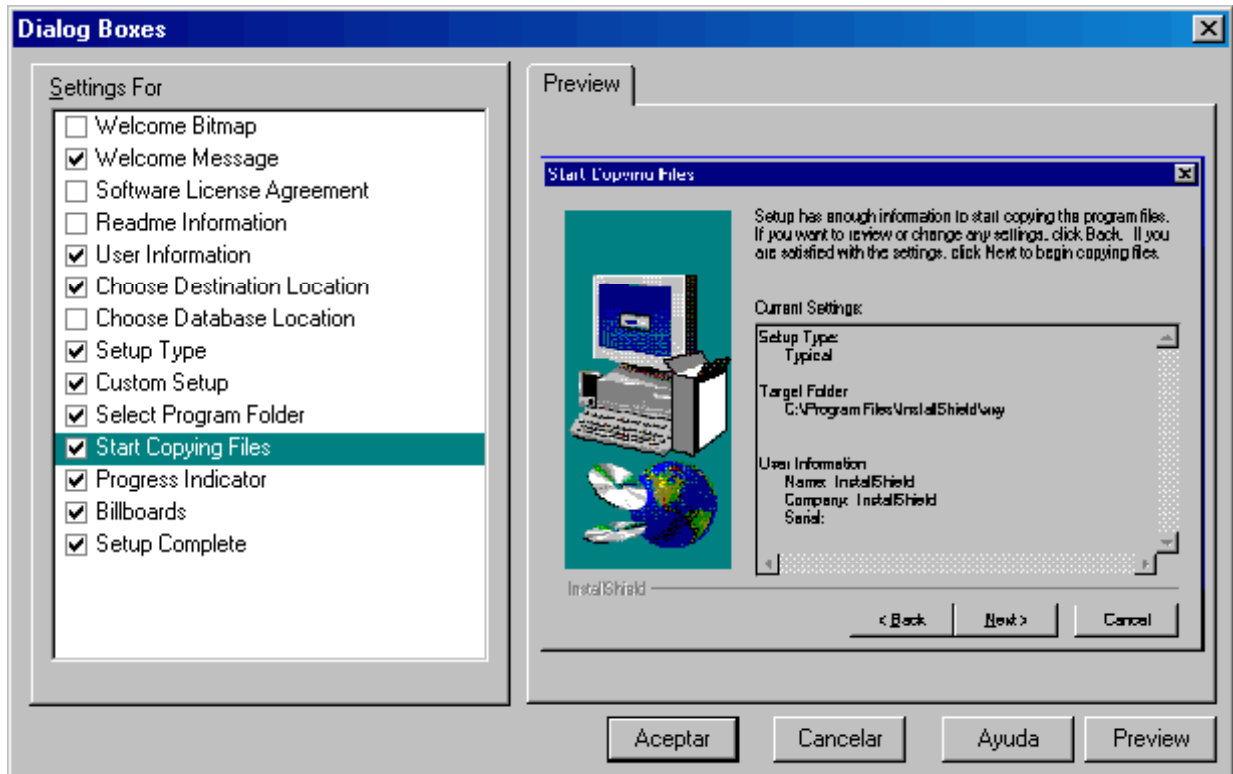 Dialog Boxes
Settings For
Welcome Bitmap
Welcome Message
Software License Agreement
Readme Information
User Information
Choose Destination Location
Choose Database Location
Setup Type
Custom Setup
Select Program Folder
Start Copying Files
Progress Indicator
Billboards
Setup Complete
Preview
Start Copying Files
Setup has enough information to start copying the program files.
If you want to review or change any settings, click Back.  If you
are satisfied with the settings, click Next to begin copying files.
Current Settings:
Setup Type:
Typical
Target Folder
C:\Program Files\InstallShield\
User Information
Name: InstallShield
Company: InstallShield
Serial:
InstallShield
< Back
Next >
Cancel
Aceptar
Cancelar
Ayuda
Preview